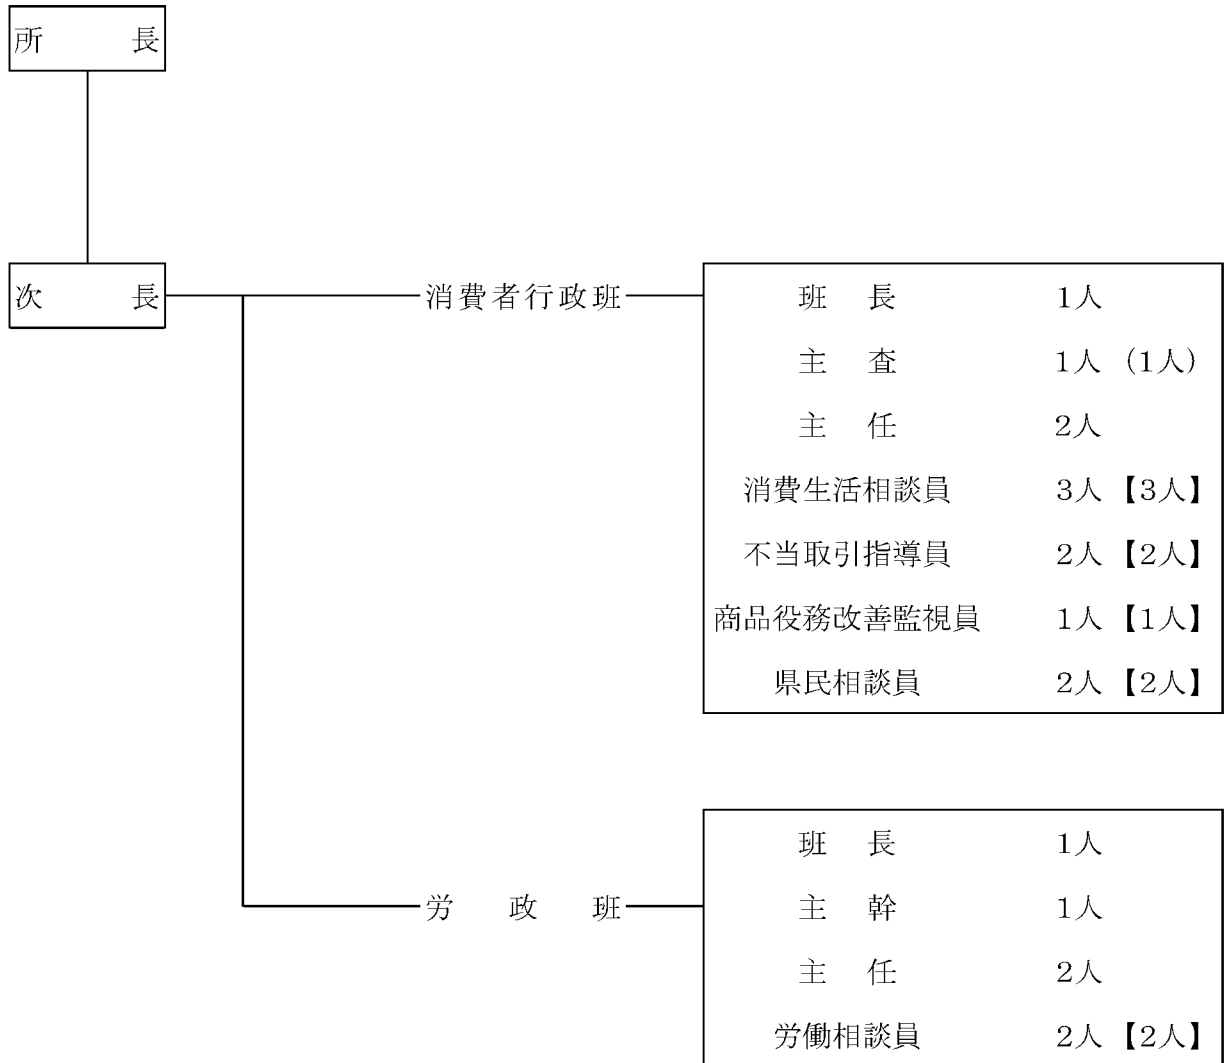 所 長
次 長
消費者行政班
班 長 1人
主 査 1人 (1人)
主 任 2人
消費生活相談員 3人【3人】
不当取引指導員 2人【2人】
商品役務改善監視員 1人【1人】
県民相談員 2人【2人】
労 政 班
班 長 1人
主 幹 1人
主 任 2人
労働相談員 2人【2人】